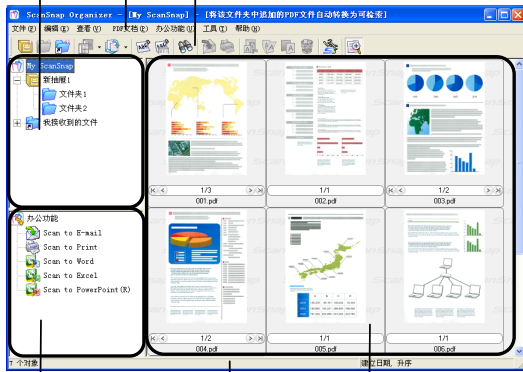 ScanSnap Organizer - [My ScanSnap] - [将该文件夹中追加的PDF文件自动转换为可检索]
文件(F) 编辑(E) 查看(V) PDF文档(P) 办公功能(U) 工具(T) 帮助(H)
My ScanSnap
新抽屉1
文件夹1
文件夹2
我接收到的文件
办公功能
Scan to E-mail
Scan to Print
Scan to Word
Scan to Excel
Scan to PowerPoint(R)
1/3
001.pdf
1/1
002.pdf
1/2
003.pdf
1/2
004.pdf
1/1
005.pdf
1/1
006.pdf
7 个对象
建立日期, 升序